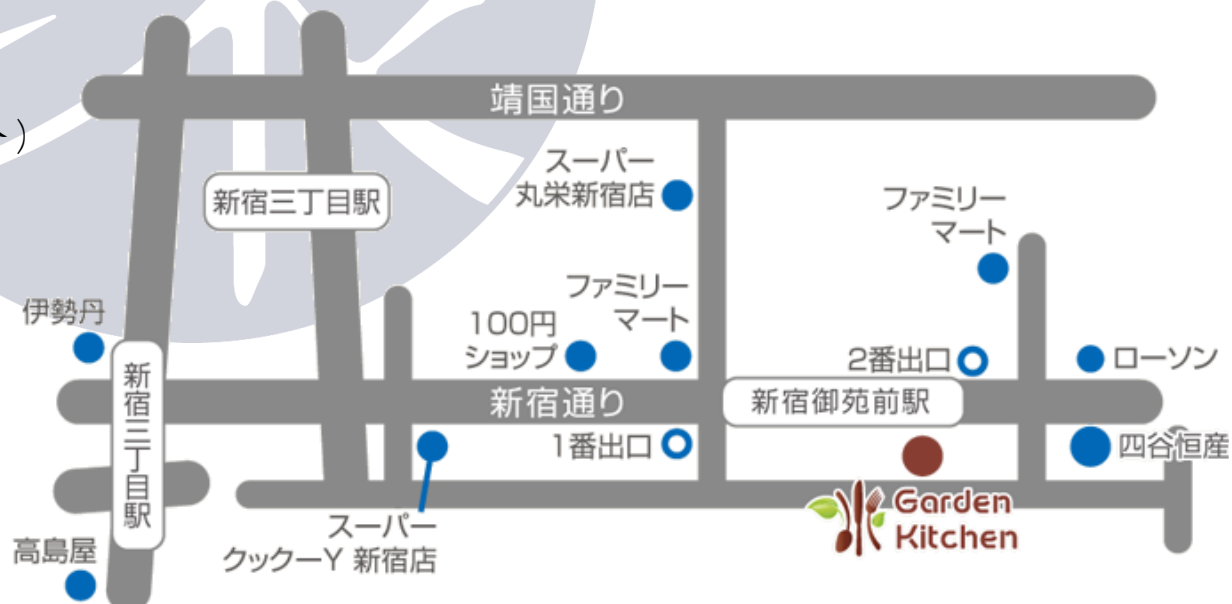 靖国通り
スーパー
丸栄新宿店
新宿三丁目駅
ファミリー
マート
伊勢丹
ファミリー
マート
100円
ショップ
2番出口
ローソン
新宿三丁目駅
新宿通り
新宿御苑前駅
1番出口
四谷恒産
スーパー
クックーY 新宿店
Garden
Kitchen
高島屋